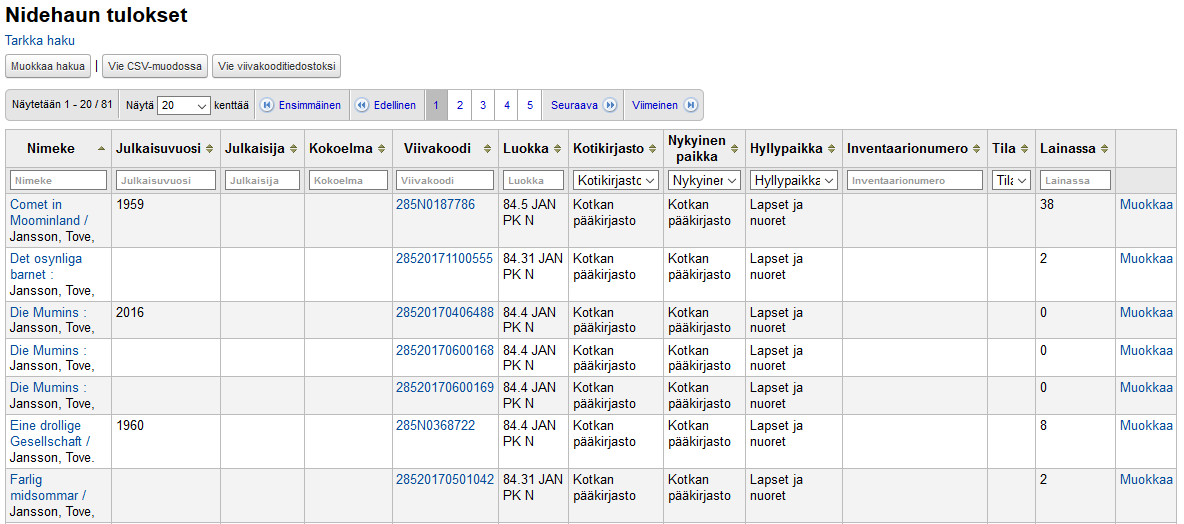 Nidehaun tulokset
Tarkka haku
Muokkaa hakua | Vie CSV-muodossa Vie viivakooditiedostoksi
Näytetään 1 - 20 / 81 Näytä 20 kenttää Ensimmäinen Edellinen 1 2 3 4 5 Seuraava Viimeinen
Nimeke Julkaisuvuosi Julkaisija Kokoelma Viivakoodi Luokka Kotikirjasto Nykyinen paikka Hyllypaikka Inventaarionumero Tila Lainassa
Nimeke Julkaisuvuosi Julkaisija Kokoelma Viivakoodi Luokka Kotikirjasto Nykyinen Hyllypaikka Inventaarionumero Tila Lainassa
Comet in 1959 285N0187786 84.5 JAN Kotkan Kotkan Lapset ja 38 Muokkaa
Moominland / PK N pääkirjasto pääkirjasto nuoret
Jansson, Tove,
Det osynliga 28520171100555 84.31 JAN Kotkan Kotkan Lapset ja 2 Muokkaa
barnet : PK N pääkirjasto pääkirjasto nuoret
Jansson, Tove,
Die Mumins : 2016 28520170406488 84.4 JAN Kotkan Kotkan Lapset ja 0 Muokkaa
Jansson, Tove, PK N pääkirjasto pääkirjasto nuoret
Die Mumins : 28520170600168 84.4 JAN Kotkan Kotkan Lapset ja 0 Muokkaa
Jansson, Tove, PK N pääkirjasto pääkirjasto nuoret
Die Mumins : 28520170600169 84.4 JAN Kotkan Kotkan Lapset ja 0 Muokkaa
Jansson, Tove, PK N pääkirjasto pääkirjasto nuoret
Eine drollige 1960 285N0368722 84.4 JAN Kotkan Kotkan Lapset ja 8 Muokkaa
Gesellschaft / PK N pääkirjasto pääkirjasto nuoret
Jansson, Tove.
Farlig 28520170501042 84.31 JAN Kotkan Kotkan Lapset ja 2 Muokkaa
midsommar / PK N pääkirjasto pääkirjasto nuoret
Jansson, Tove,